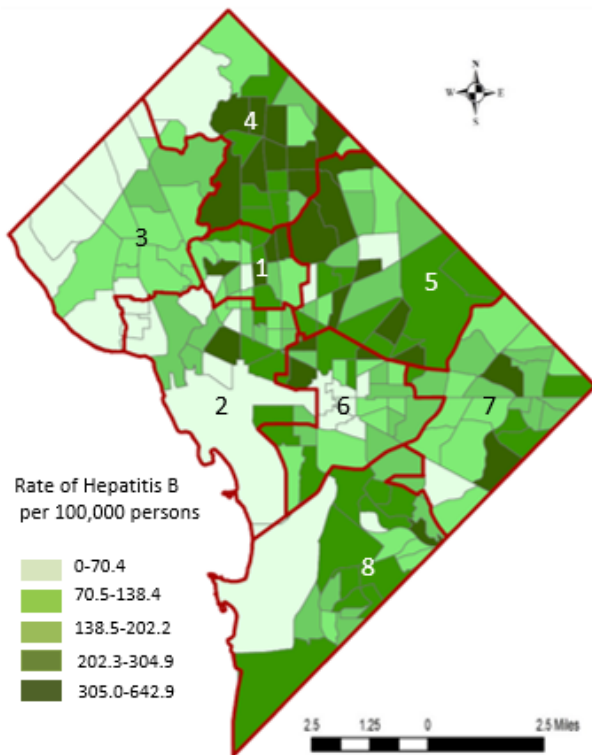 N
W E
S
4
3
1
5
2
6
7
8
Rate of Hepatitis B
per 100,000 persons
0-70.4
70.5-138.4
138.5-202.2
202.3-304.9
305.0-642.9
2.5 1.25 0 2.5 Miles